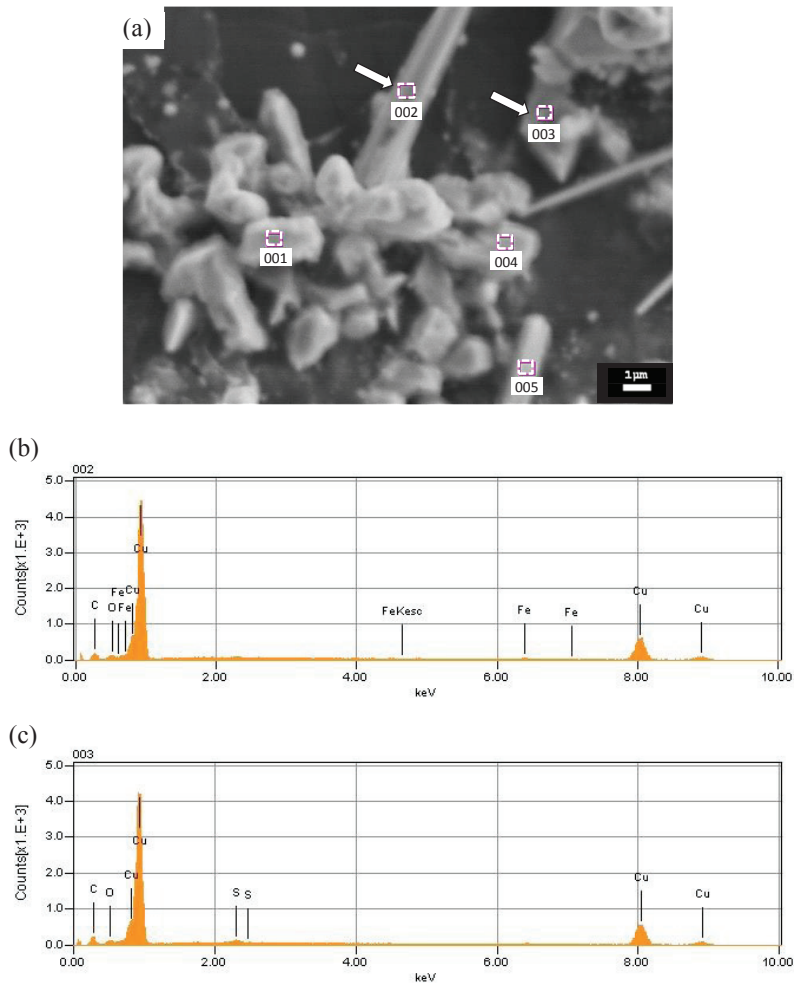 (a)
002
003
001
004
005
1µm
(b)
002
Counts[x1.E+3]
5.0
4.0
3.0
2.0
1.0
0.0
C
O
Fe
Fe
Cu
Cu
FeKesc
Fe
Fe
Cu
Cu
0.00
2.00
4.00
6.00
8.00
10.00
keV
(c)
003
Counts[x1.E+3]
5.0
4.0
3.0
2.0
1.0
0.0
C
O
Cu
Cu
S
S
Cu
Cu
0.00
2.00
4.00
6.00
8.00
10.00
keV